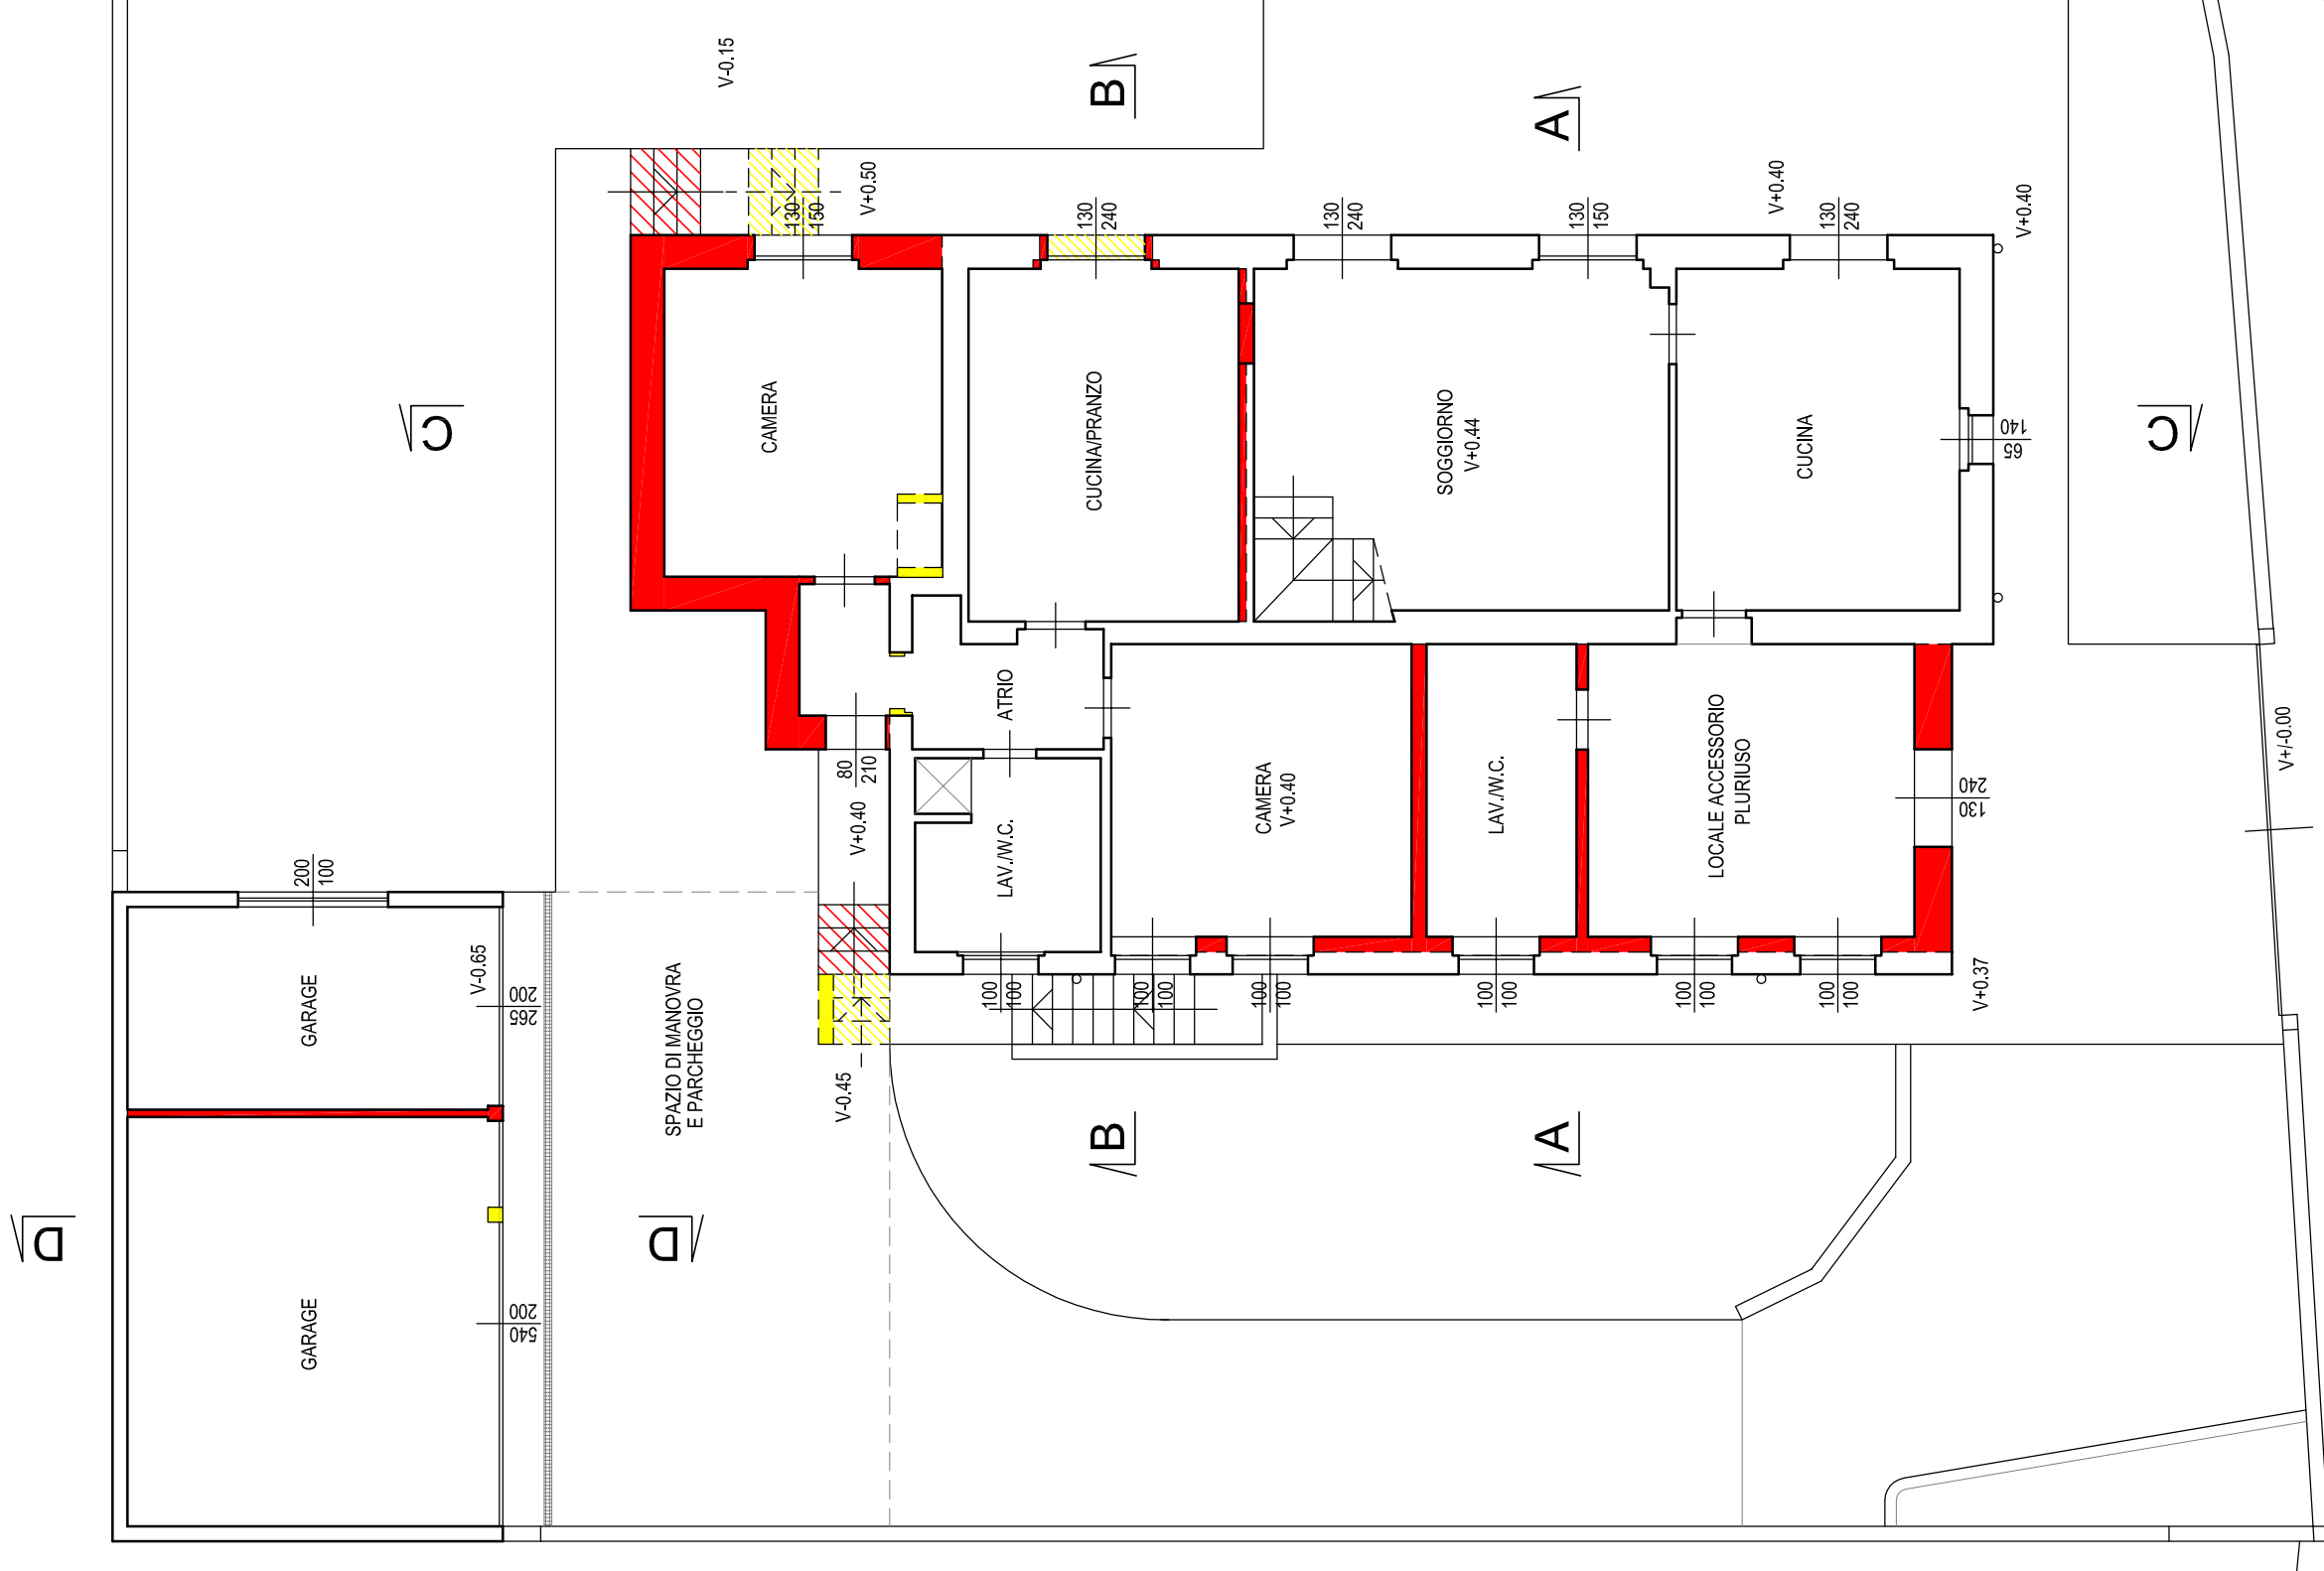 V-0.15
B
A
V+0.50
V+0.40
V+0.40
130
150
130
240
130
240
130
150
130
240
C
C
CAMERA
CUCINA/PRANZO
SOGGIORNO
V+0.44
CUCINA
65
140
ATRIO
80
210
V+0.40
LAV./W.C.
CAMERA
V+0.40
LAV./W.C.
LOCALE ACCESSORIO
PLURIUSO
130
240
V+/-0.00
200
100
GARAGE
V-0.65
265
200
SPAZIO DI MANOVRA
E PARCHEGGIO
100
100
100
100
100
100
100
100
100
100
100
100
V+0.37
V-0.45
B
A
D
D
GARAGE
540
200